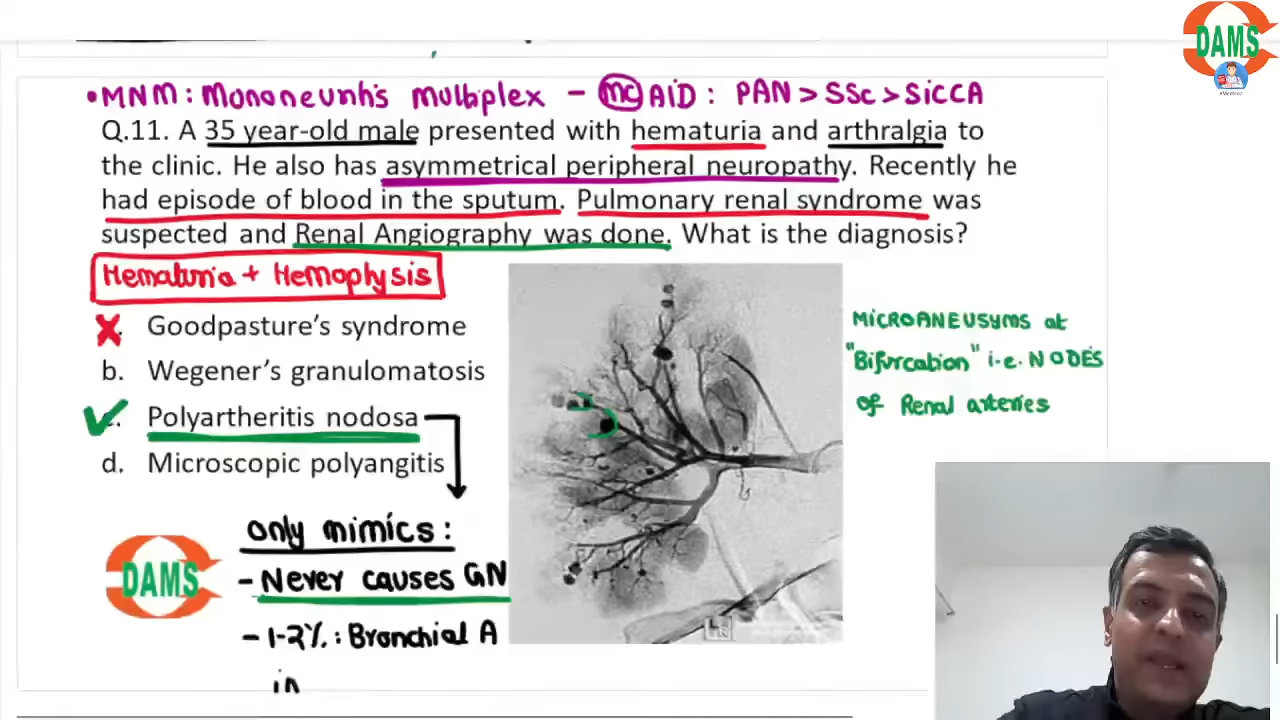 DAMS
•MNM: Mononeuritis multiplex - mc AID: PAN > SSc > SiCCA
Q.11. A 35 year-old male presented with hematuria and arthralgia to
the clinic. He also has asymmetrical peripheral neuropathy. Recently he
had episode of blood in the sputum. Pulmonary renal syndrome was
suspected and Renal Angiography was done. What is the diagnosis?
Hematuria + Hemophysis
Goodpasture's syndrome
b. Wegener's granulomatosis
c. Polyartheritis nodosa
d. Microscopic polyangitis
MiCROANEUSYMS at
"Bifurcation" i.e. NODES
of Renal arteries
only mimics:
- Never causes GN
- 1-2%: Bronchial A
in
DAMS